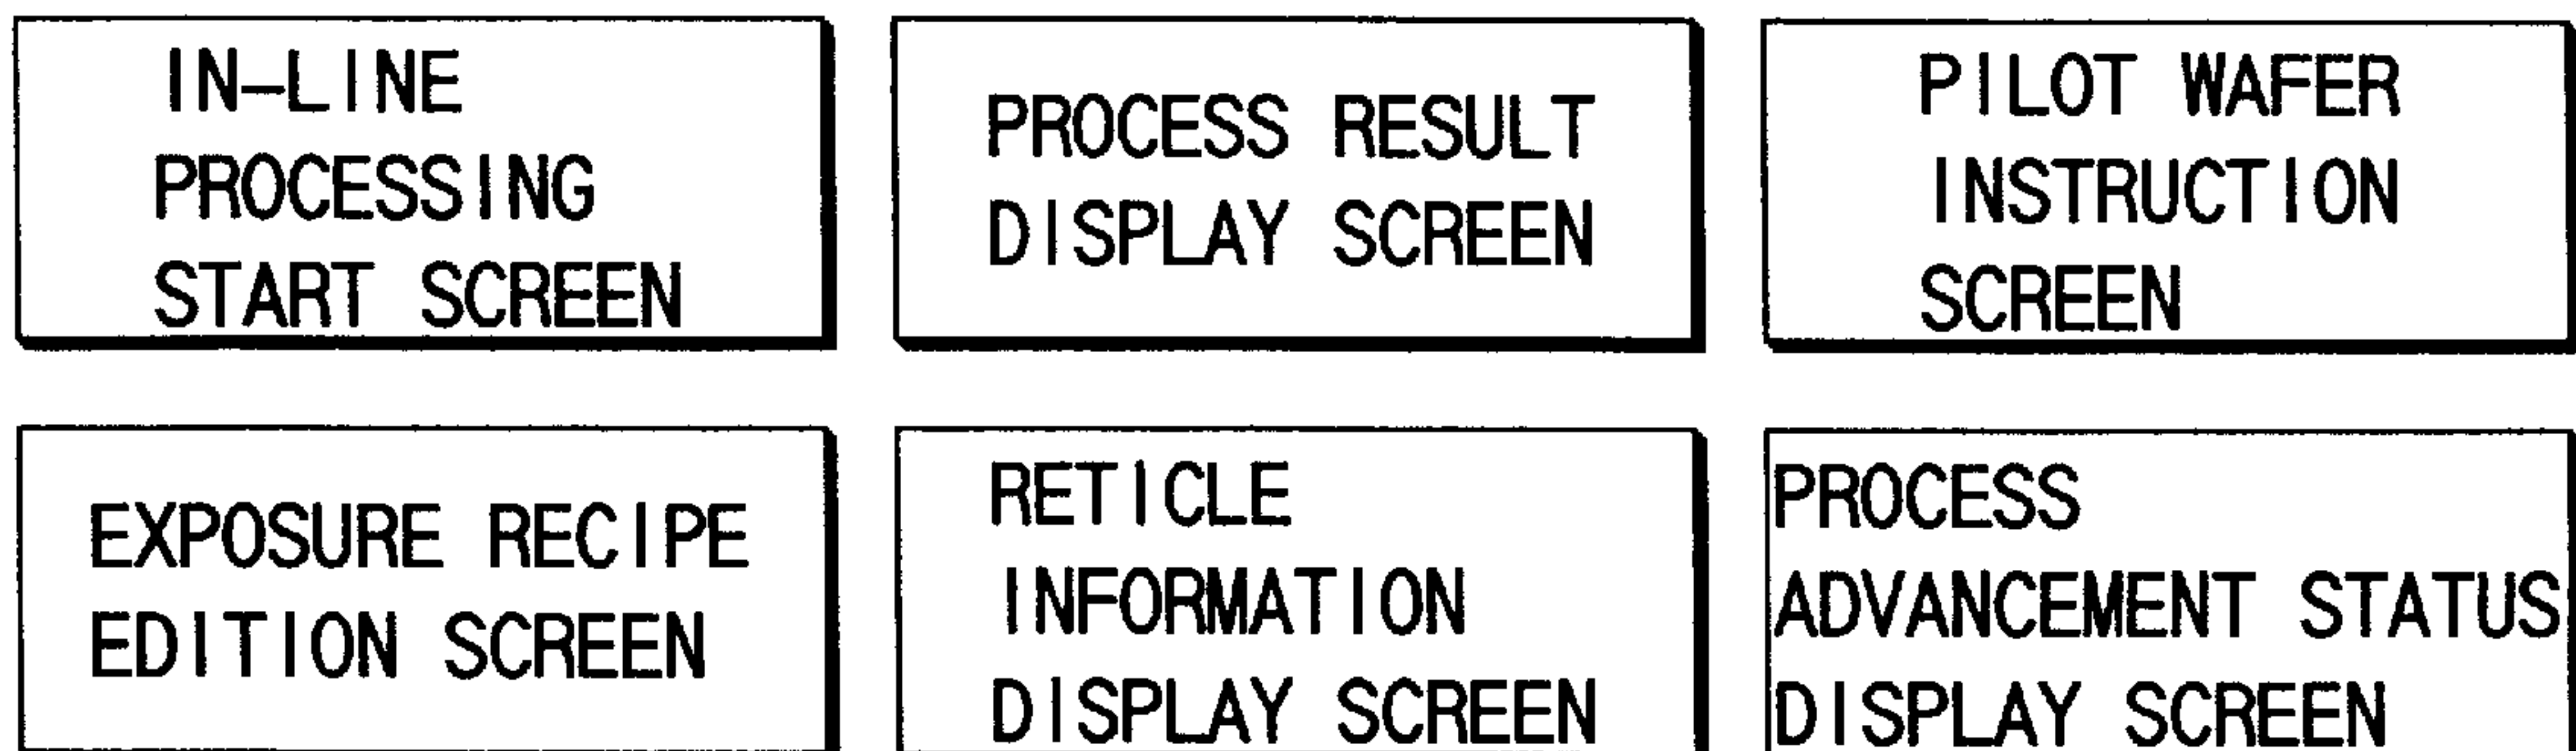 IN-LINE
PROCESSING
START SCREEN
PROCESS RESULT
DISPLAY SCREEN
PILOT WAFER
INSTRUCTION
SCREEN
EXPOSURE RECIPE
EDITION SCREEN
RETICLE
INFORMATION
DISPLAY SCREEN
PROCESS
ADVANCEMENT STATUS
DISPLAY SCREEN